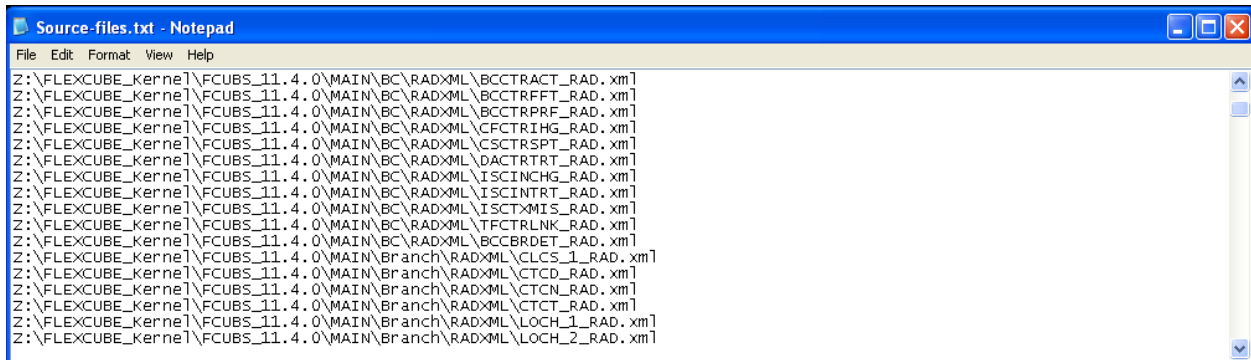 Source-files.txt - Notepad
File Edit Format View Help
Z:\FLEXCUBE_Kernel\FCUBS_11.4.0\MAIN\BC\RADXML\BCCTRACT_RAD.xml
Z:\FLEXCUBE_Kernel\FCUBS_11.4.0\MAIN\BC\RADXML\BCCTRFFT_RAD.xml
Z:\FLEXCUBE_Kernel\FCUBS_11.4.0\MAIN\BC\RADXML\BCCTRPRF_RAD.xml
Z:\FLEXCUBE_Kernel\FCUBS_11.4.0\MAIN\BC\RADXML\CFCTRIHG_RAD.xml
Z:\FLEXCUBE_Kernel\FCUBS_11.4.0\MAIN\BC\RADXML\CSCTRSPT_RAD.xml
Z:\FLEXCUBE_Kernel\FCUBS_11.4.0\MAIN\BC\RADXML\DACTRTRT_RAD.xml
Z:\FLEXCUBE_Kernel\FCUBS_11.4.0\MAIN\BC\RADXML\ISCINCHG_RAD.xml
Z:\FLEXCUBE_Kernel\FCUBS_11.4.0\MAIN\BC\RADXML\ISCINTRT_RAD.xml
Z:\FLEXCUBE_Kernel\FCUBS_11.4.0\MAIN\BC\RADXML\ISCTXMIS_RAD.xml
Z:\FLEXCUBE_Kernel\FCUBS_11.4.0\MAIN\BC\RADXML\TFCTRLNK_RAD.xml
Z:\FLEXCUBE_Kernel\FCUBS_11.4.0\MAIN\BC\RADXML\BCCBRDET_RAD.xml
Z:\FLEXCUBE_Kernel\FCUBS_11.4.0\MAIN\Branch\RADXML\CLCS_1_RAD.xml
Z:\FLEXCUBE_Kernel\FCUBS_11.4.0\MAIN\Branch\RADXML\CTCD_RAD.xml
Z:\FLEXCUBE_Kernel\FCUBS_11.4.0\MAIN\Branch\RADXML\CTCN_RAD.xml
Z:\FLEXCUBE_Kernel\FCUBS_11.4.0\MAIN\Branch\RADXML\CTCT_RAD.xml
Z:\FLEXCUBE_Kernel\FCUBS_11.4.0\MAIN\Branch\RADXML\LOCH_1_RAD.xml
Z:\FLEXCUBE_Kernel\FCUBS_11.4.0\MAIN\Branch\RADXML\LOCH_2_RAD.xml